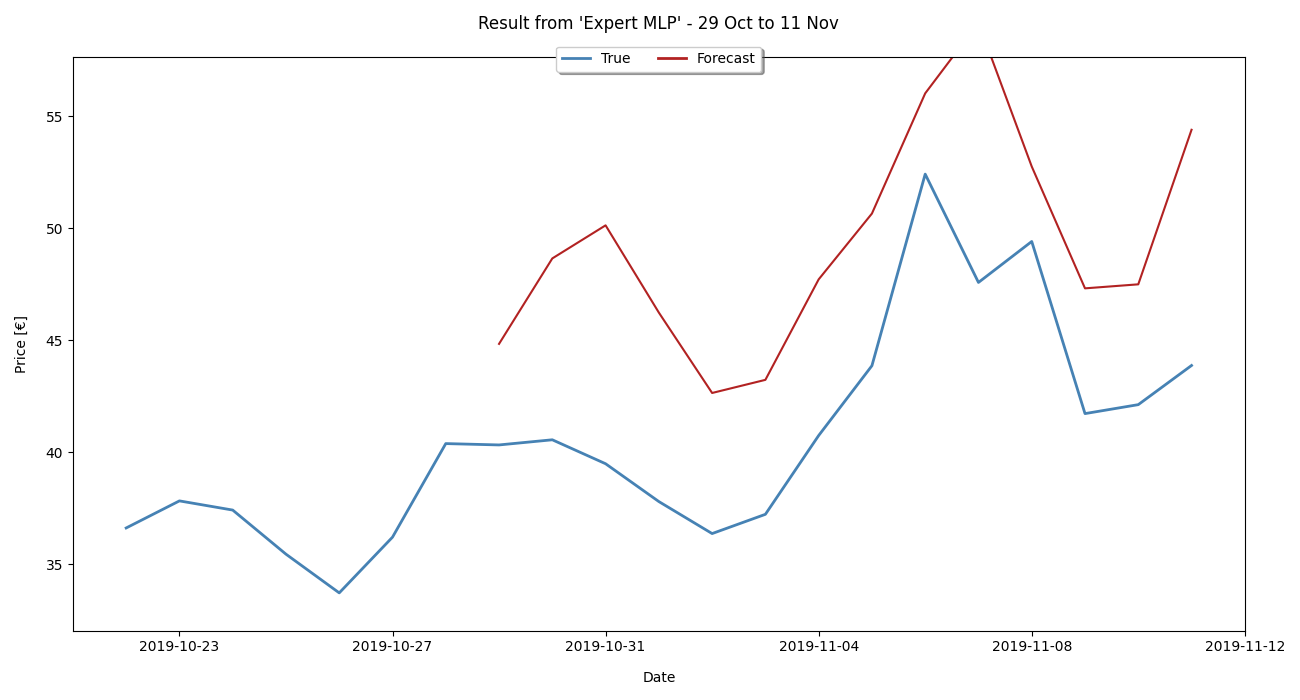 Result from 'Expert MLP' - 29 Oct to 11 Nov
True Forecast
55
50
45
40
35
Price [€]
2019-10-23 2019-10-27 2019-10-31 2019-11-04 2019-11-08 2019-11-12
Date